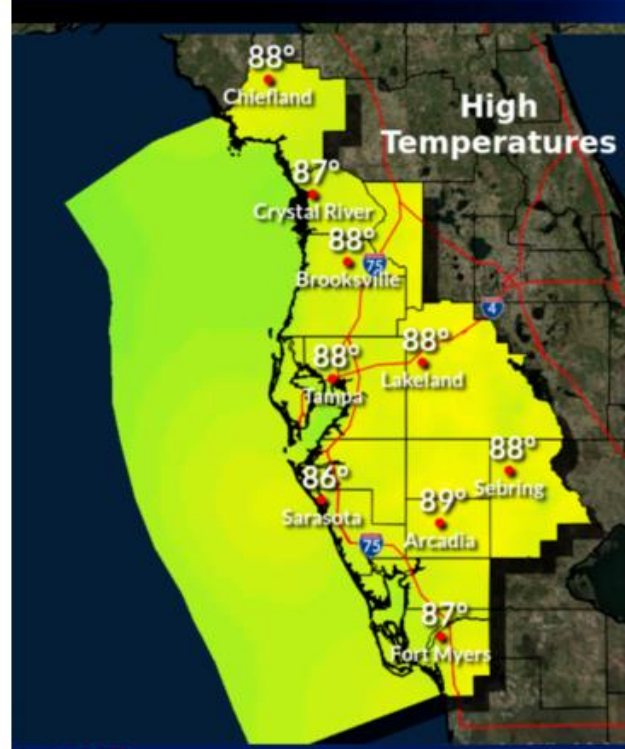 88°
Chiefland
High
Temperatures
87°
Crystal River
88°
Brooksville
75
4
88°
Tampa
88°
Lakeland
88°
Sebring
86°
Sarasota
89°
Arcadia
75
87°
Fort Myers